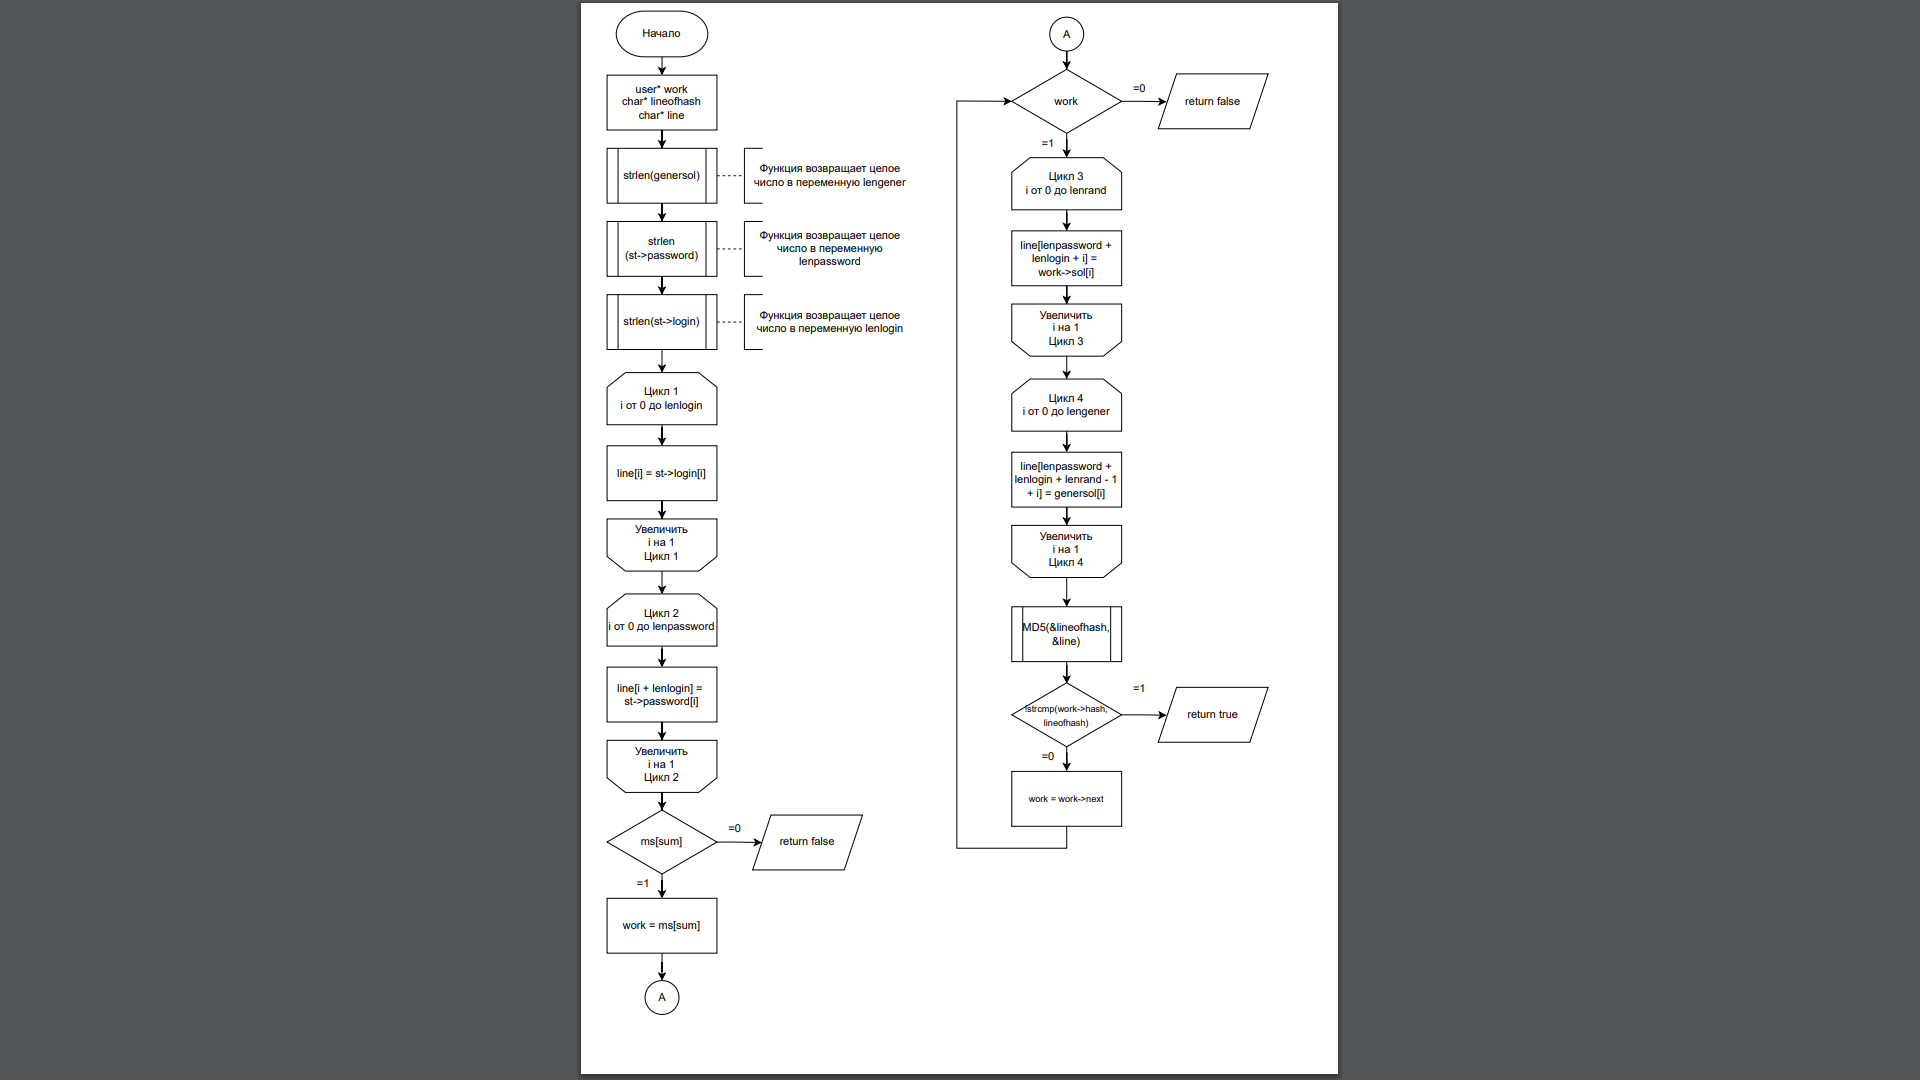 Начало
user* work
char* lineofhash
char* line
strlen(genersol)
Функция возвращает целое
число в переменную lengener
strlen
(st->password)
Функция возвращает целое
число в переменную
lenpassword
strlen(st->login)
Функция возвращает целое
число в переменную lenlogin
Цикл 1
i от 0 до lenlogin
line[i] = st->login[i]
Увеличить
i на 1
Цикл 1
Цикл 2
i от 0 до lenpassword
line[i + lenlogin] =
st->password[i]
Увеличить
i на 1
Цикл 2
ms[sum]
=0
return false
=1
work = ms[sum]
A
A
work
=0
return false
=1
Цикл 3
i от 0 до lenrand
line[lenpassword +
lenlogin + i] =
work->sol[i]
Увеличить
i на 1
Цикл 3
Цикл 4
i от 0 до lengener
line[lenpassword +
lenlogin + lenrand - 1
+ i] = genersol[i]
Увеличить
i на 1
Цикл 4
MD5(&lineofhash,
&line)
!strcmp(work->hash,
lineofhash)
=1
return true
=0
work = work->next